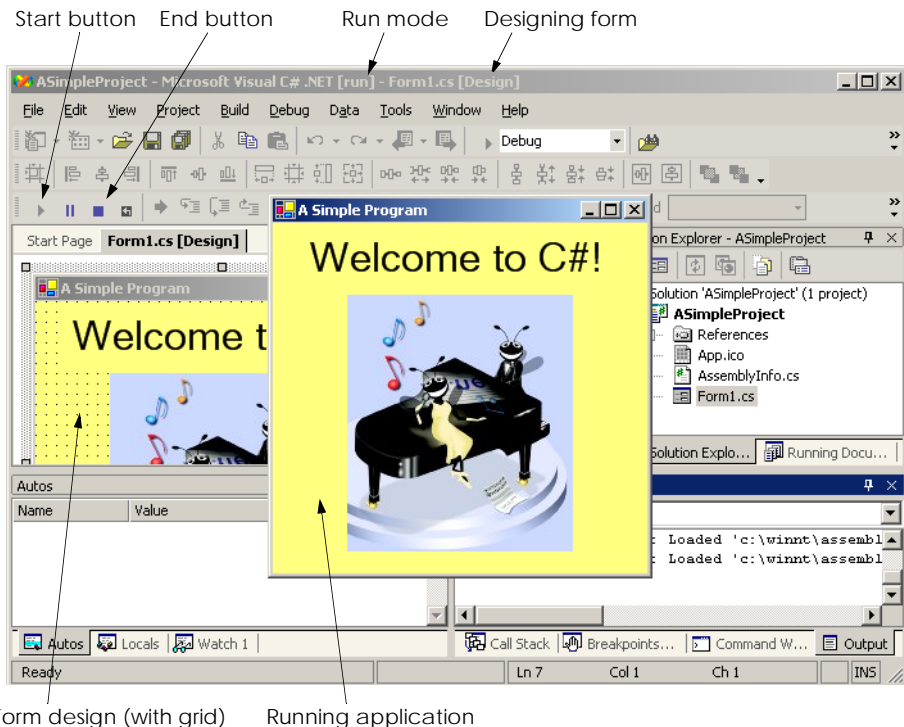 Start button End button Run mode Designing form
ASimpleProject - Microsoft Visual C# .NET [run] - Form1.cs [Design]
File Edit View Project Build Debug Data Tools Window Help
Debug
A Simple Program
d
Start Page Form1.cs [Design]
on Explorer - ASimpleProject
Welcome to C#!
A Simple Program
Welcome t
Solution 'ASimpleProject' (1 project)
ASimpleProject
References
App.ico
AssemblyInfo.cs
Form1.cs
Solution Explo... Running Docu...
Autos
Name Value
: Loaded 'c:\winnt\assembl
: Loaded 'c:\winnt\assembl
Autos Locals Watch 1
Call Stack Breakpoints... Command W... Output
Ready Ln 7 Col 1 Ch 1 INS
Form design (with grid) Running application